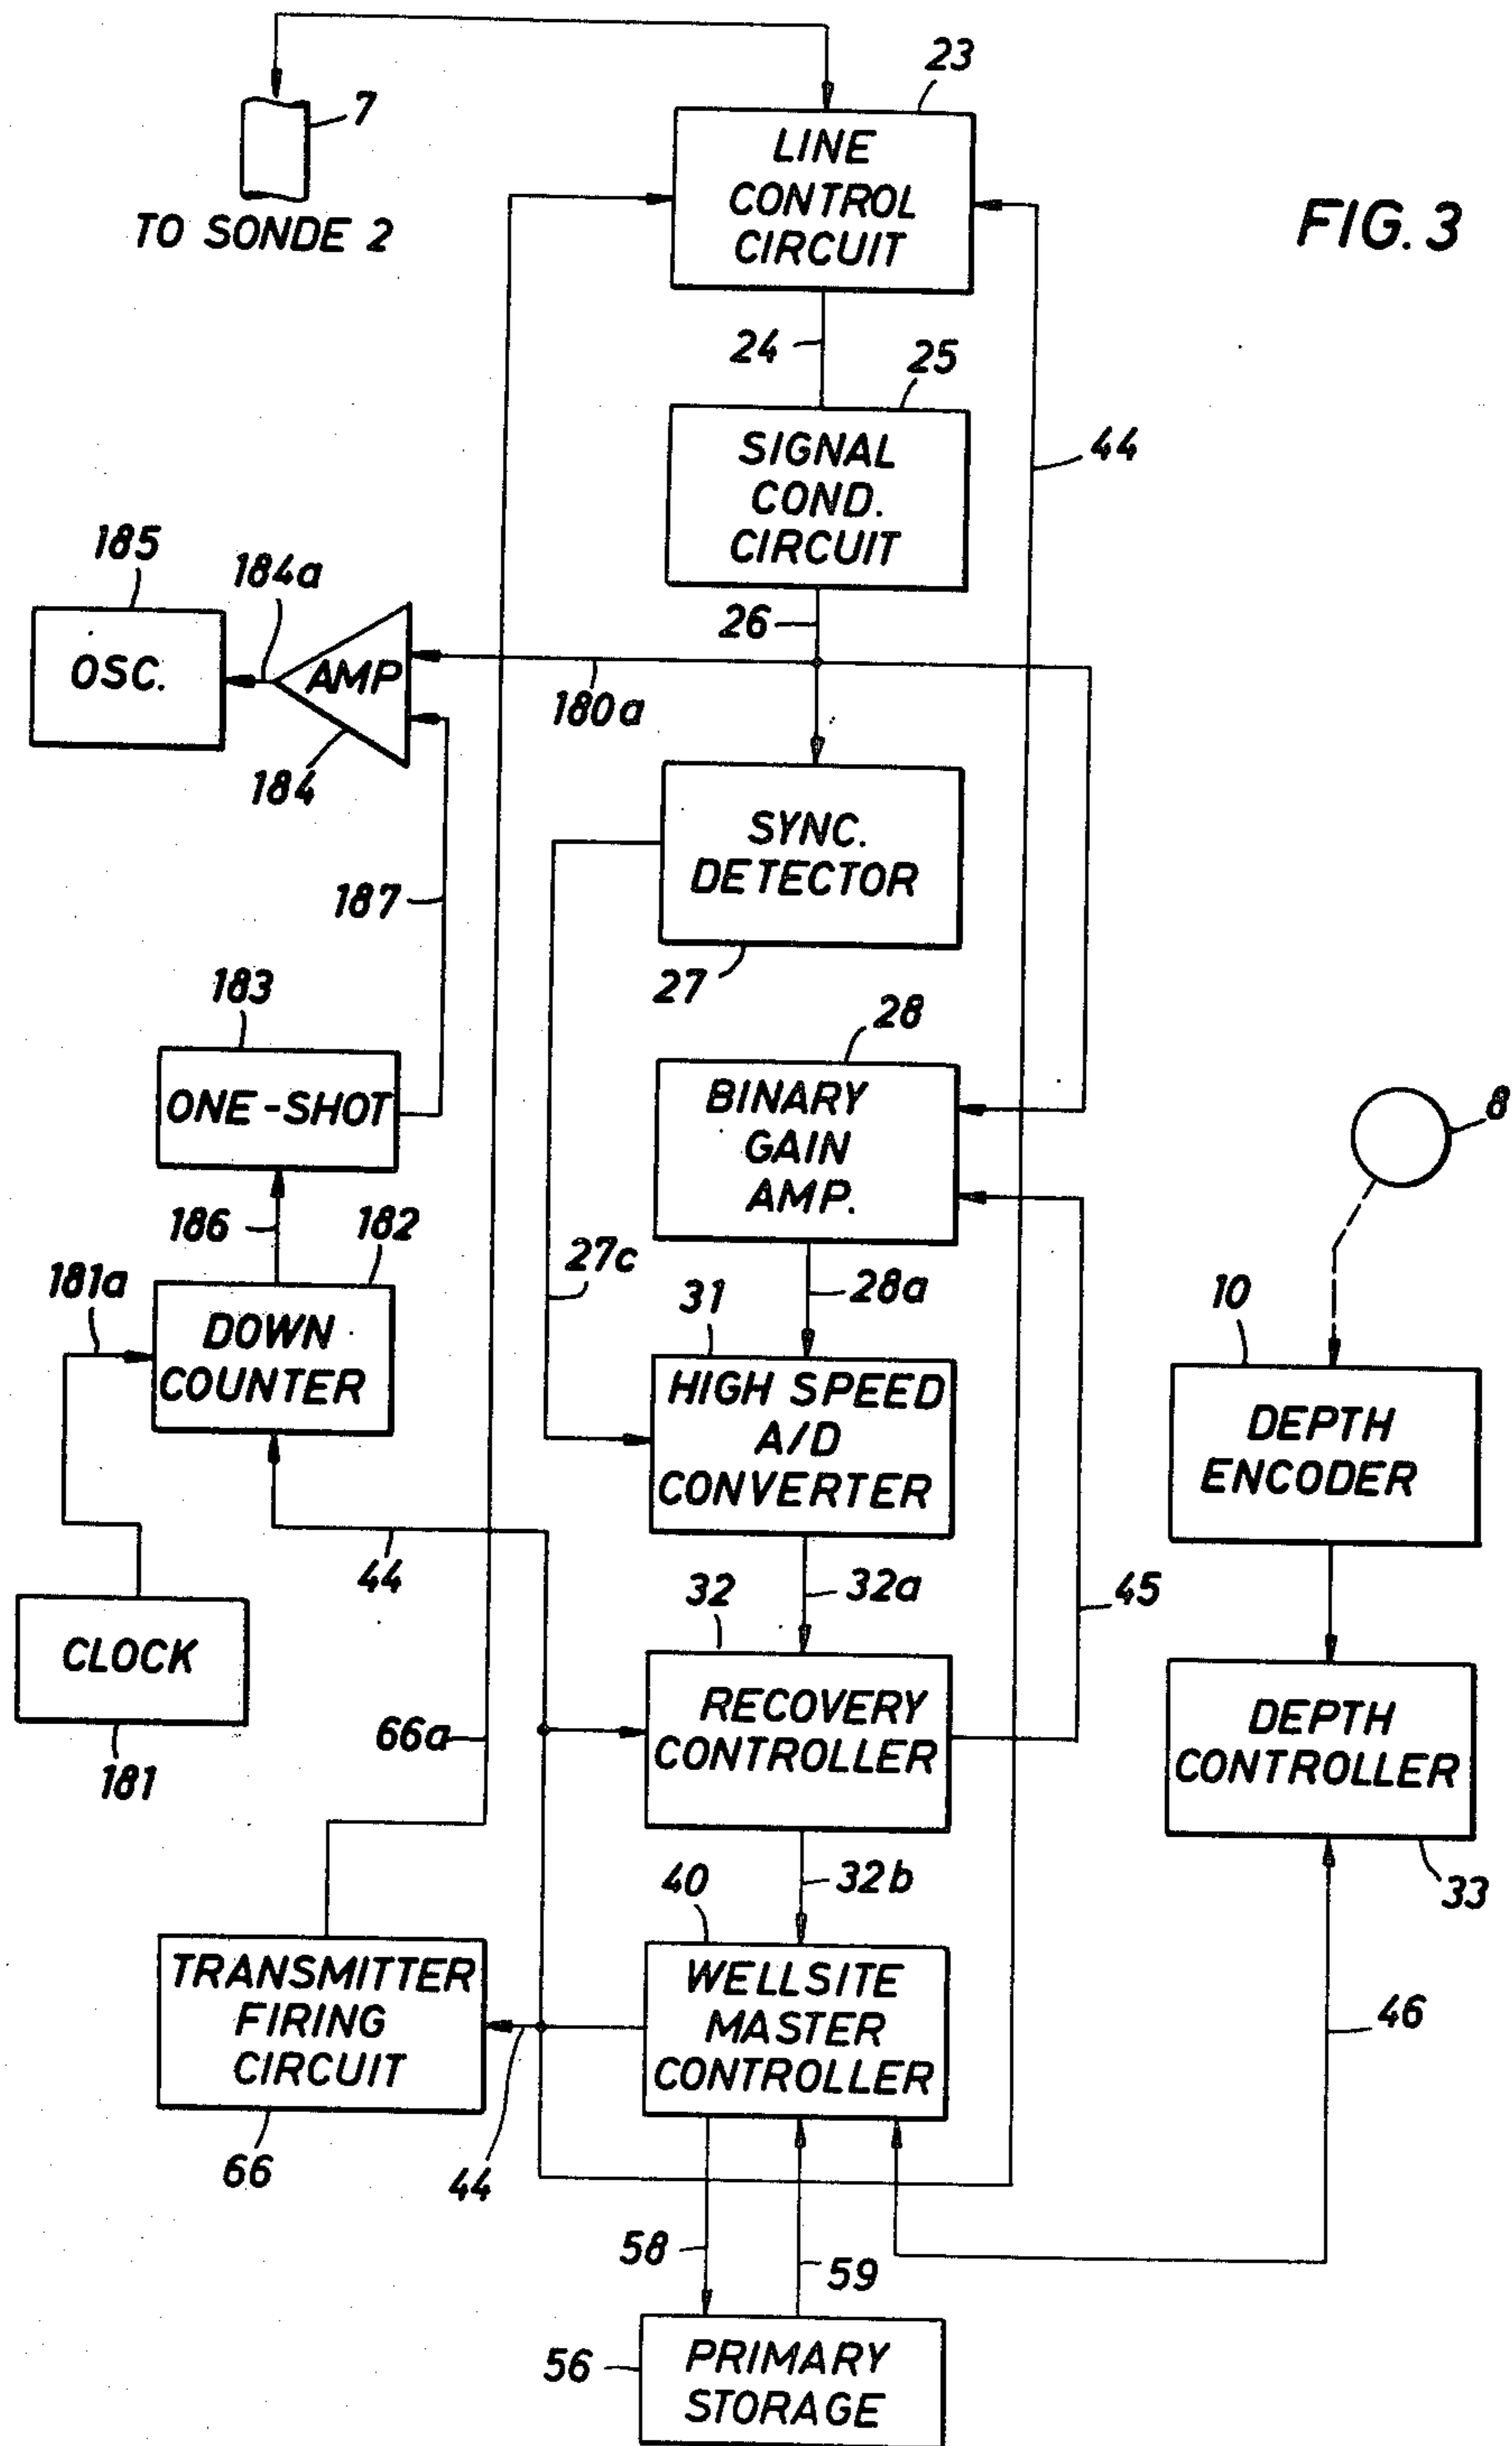 23
7
LINE
CONTROL
CIRCUIT
TO SONDE 2
FIG. 3
24
25
44
SIGNAL
COND.
CIRCUIT
185
184a
26
OSC.
AMP
180a
184
SYNC.
DETECTOR
187
27
183
28
ONE-SHOT
BINARY
GAIN
AMP.
8
186
182
27c
181a
31
28a
10
DOWN
COUNTER
HIGH SPEED
A/D
CONVERTER
DEPTH
ENCODER
44
32
32a
45
CLOCK
RECOVERY
CONTROLLER
DEPTH
CONTROLLER
66a
181
40
32b
33
TRANSMITTER
FIRING
CIRCUIT
WELLSITE
MASTER
CONTROLLER
46
66
44
58
59
56
PRIMARY
STORAGE